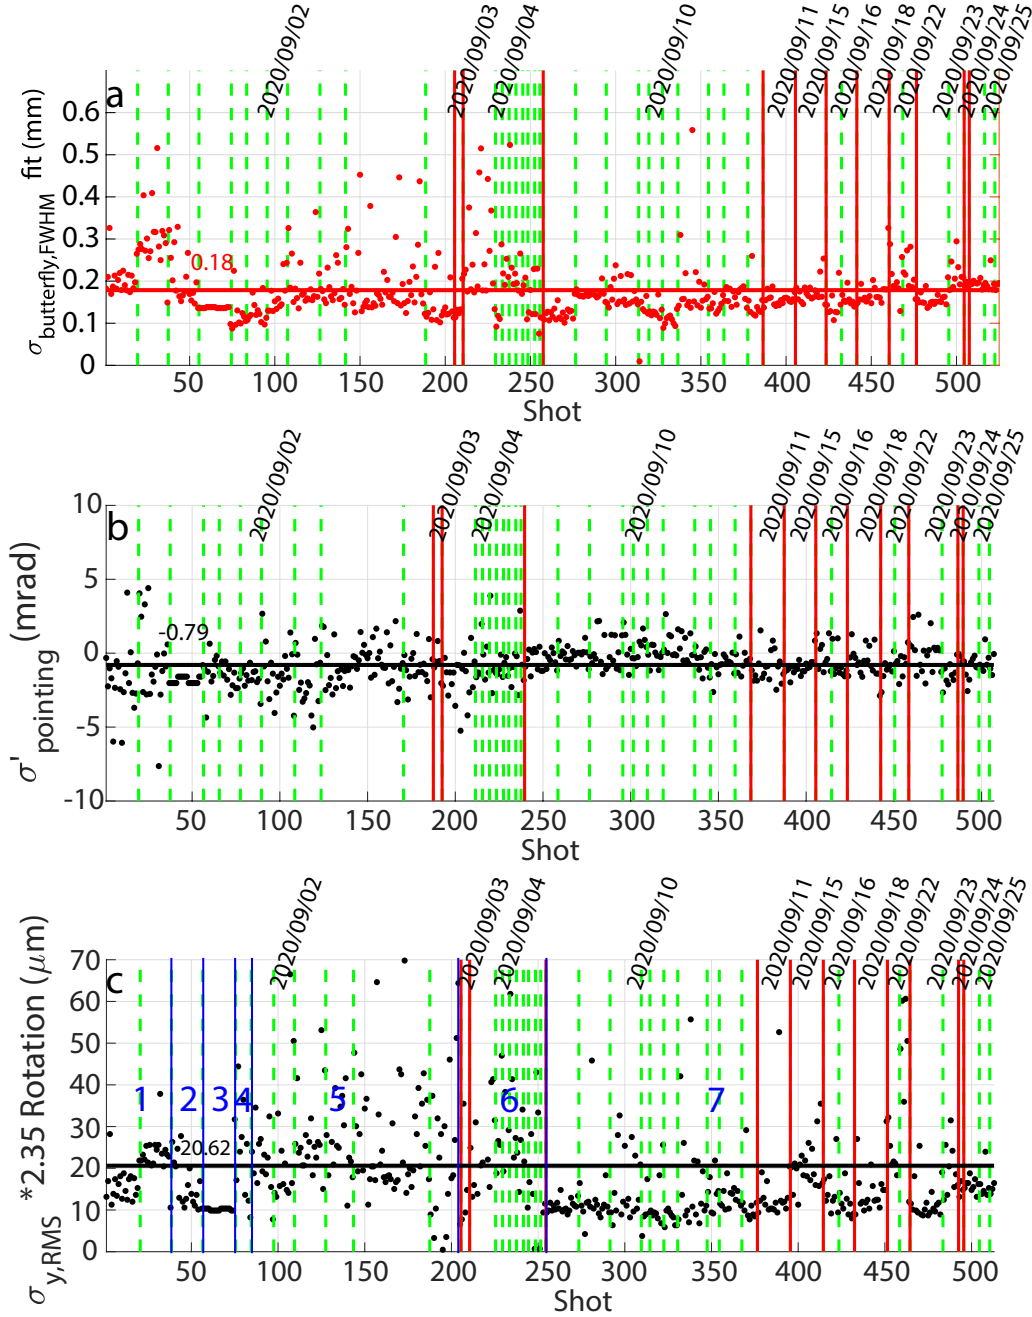 2020/09/02 2020/09/03 2020/09/04 2020/09/10 2020/09/11 2020/09/15 2020/09/16 2020/09/18 2020/09/22 2020/09/23 2020/09/24 2020/09/25
a
σbutterfly,FWHM fit (mm)
0.6
0.5
0.4
0.3
0.2
0.1
0
0.18
50 100 150 200 250 300 350 400 450 500
Shot
2020/09/02 2020/09/03 2020/09/04 2020/09/10 2020/09/11 2020/09/15 2020/09/16 2020/09/18 2020/09/22 2020/09/23 2020/09/24 2020/09/25
b
σ'pointing (mrad)
10
5
0
-5
-10
-0.79
50 100 150 200 250 300 350 400 450 500
Shot
2020/09/02 2020/09/03 2020/09/04 2020/09/10 2020/09/11 2020/09/15 2020/09/16 2020/09/18 2020/09/22 2020/09/23 2020/09/24 2020/09/25
c
σy,RMS *2.35 Rotation (μm)
70
60
50
40
30
20
10
0
1 2 3 4 5 6 7
20.62
50 100 150 200 250 300 350 400 450 500
Shot